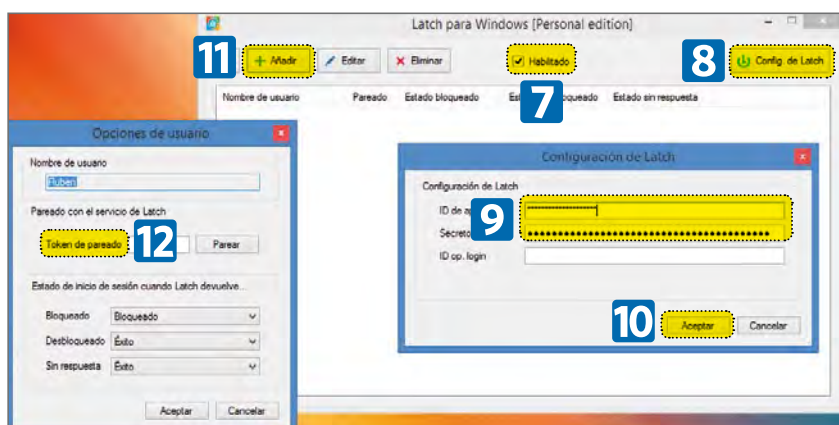 Latch para Windows [Personal edition]
11
Añadir
Editar
Eliminar
Habilitado
8
Config. de Latch
7
Nombre de usuario
Pareado
Estado bloqueado
Estado sin respuesta
Opciones de usuario
Nombre de usuario
Ruben
Pareado con el servicio de Latch
Token de pareado
12
Parear
Estado de inicio de sesión cuando Latch devuelve...
Bloqueado
Bloqueado
Desbloqueado
Éxito
Sin respuesta
Éxito
Aceptar
Cancelar
Configuración de Latch
Configuración de Latch
ID de
9
Secreto
ID op. login
10
Aceptar
Cancelar